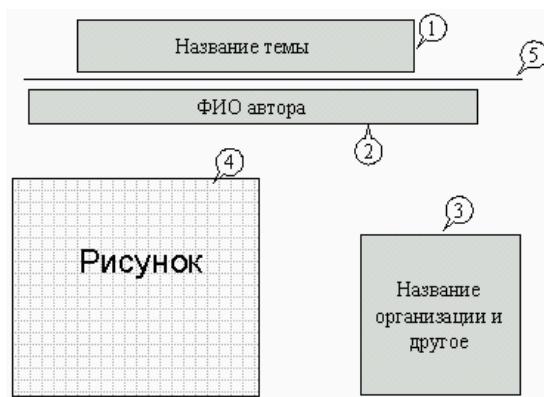 Название темы
1
5
ФИО автора
2
4
3
Рисунок
Название
организации и
другое